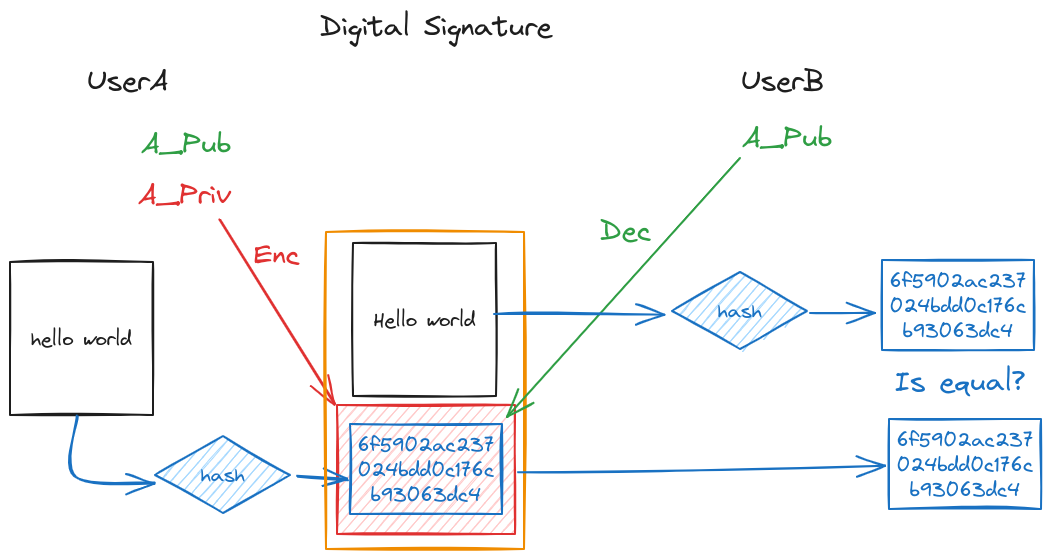 Digital Signature
UserA
UserB
A_Pub
A_Pub
A_Priv
Enc
Dec
hello world
Hello world
hash
6f5902ac237
024bdd0c176c
b93063dc4
Is equal?
hash
6f5902ac237
024bdd0c176c
b93063dc4
6f5902ac237
024bdd0c176c
b93063dc4